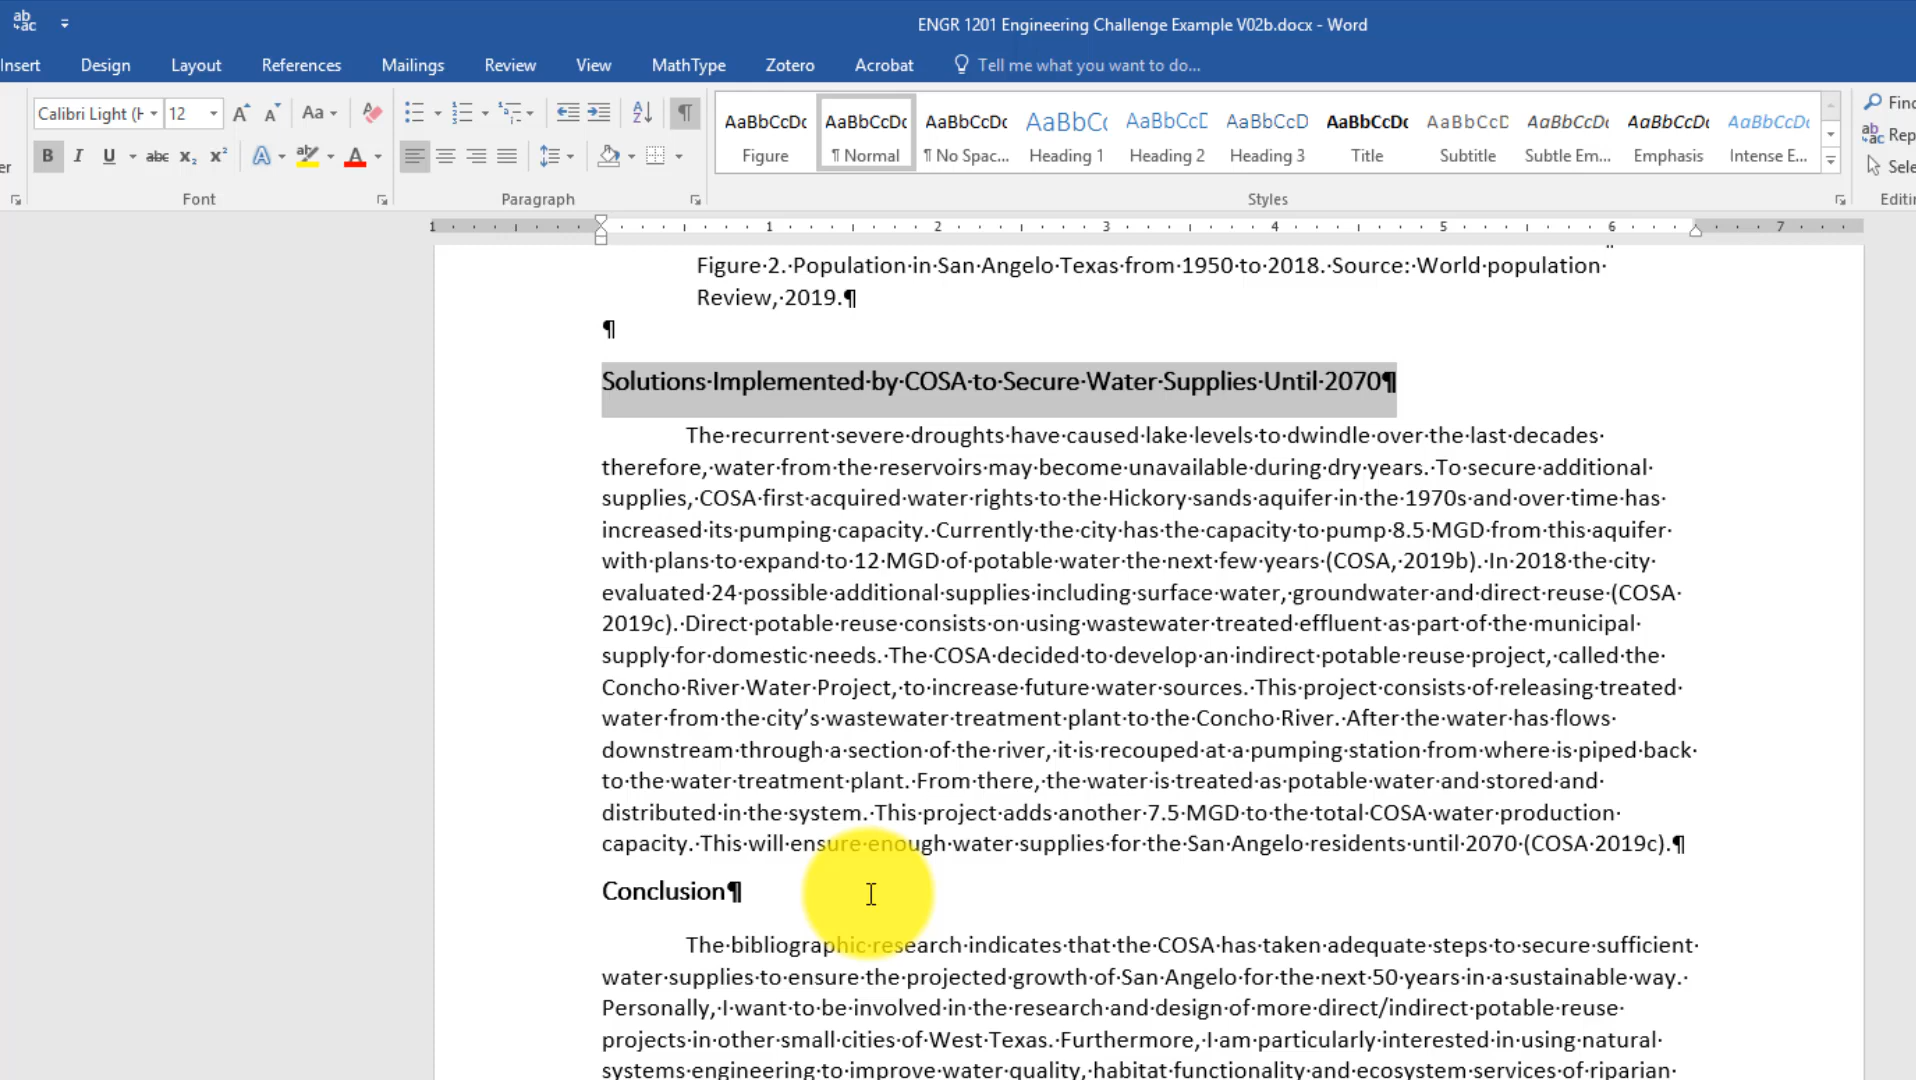 ab
ac
ENGR 1201 Engineering Challenge Example V02b.docx - Word
Insert Design Layout References Mailings Review View MathType Zotero Acrobat Tell me what you want to do...
Calibri Light (H 12 A A Aa A
B I U abc X2 X2 A ab A
AaBbCcDc AaBbCcDc AaBbCcDc AaBbCc AaBbCcD AaBbCcD AaBbCcDc AaBbCcD AaBbCcDc AaBbCcDc AaBbCcDc
Figure ¶ Normal ¶ No Spac... Heading 1 Heading 2 Heading 3 Title Subtitle Subtle Em... Emphasis Intense E...
Find
Rep
Sele
Font Paragraph Styles Editin
1 1 2 3 4 5 6 7
Figure·2.·Population·in·San·Angelo·Texas·from·1950·to·2018.·Source:·World·population·
Review,·2019.¶
¶
Solutions·Implemented·by·COSA·to·Secure·Water·Supplies·Until·2070¶
The·recurrent·severe·droughts·have·caused·lake·levels·to·dwindle·over·the·last·decades·
therefore,·water·from·the·reservoirs·may·become·unavailable·during·dry·years.·To·secure·additional·
supplies,·COSA·first·acquired·water·rights·to·the·Hickory·sands·aquifer·in·the·1970s·and·over·time·has·
increased·its·pumping·capacity.·Currently·the·city·has·the·capacity·to·pump·8.5·MGD·from·this·aquifer·
with·plans·to·expand·to·12·MGD·of·potable·water·the·next·few·years·(COSA,·2019b).·In·2018·the·city·
evaluated·24·possible·additional·supplies·including·surface·water,·groundwater·and·direct·reuse·(COSA·
2019c).·Direct·potable·reuse·consists·on·using·wastewater·treated·effluent·as·part·of·the·municipal·
supply·for·domestic·needs.·The·COSA·decided·to·develop·an·indirect·potable·reuse·project,·called·the·
Concho·River·Water·Project,·to·increase·future·water·sources.·This·project·consists·of·releasing·treated·
water·from·the·city's·wastewater·treatment·plant·to·the·Concho·River.·After·the·water·has·flows·
downstream·through·a·section·of·the·river,·it·is·recouped·at·a·pumping·station·from·where·is·piped·back·
to·the·water·treatment·plant.·From·there,·the·water·is·treated·as·potable·water·and·stored·and·
distributed·in·the·system.·This·project·adds·another·7.5·MGD·to·the·total·COSA·water·production·
capacity.·This·will·ensure·enough·water·supplies·for·the·San·Angelo·residents·until·2070·(COSA·2019c).¶
Conclusion¶
The·bibliographic·research·indicates·that·the·COSA·has·taken·adequate·steps·to·secure·sufficient·
water·supplies·to·ensure·the·projected·growth·of·San·Angelo·for·the·next·50·years·in·a·sustainable·way.·
Personally,·I·want·to·be·involved·in·the·research·and·design·of·more·direct/indirect·potable·reuse·
projects·in·other·small·cities·of·West·Texas.·Furthermore,·I·am·particularly·interested·in·using·natural·
systems·engineering·to·improve·water·quality,·habitat·functionality·and·ecosystem·services·of·riparian·